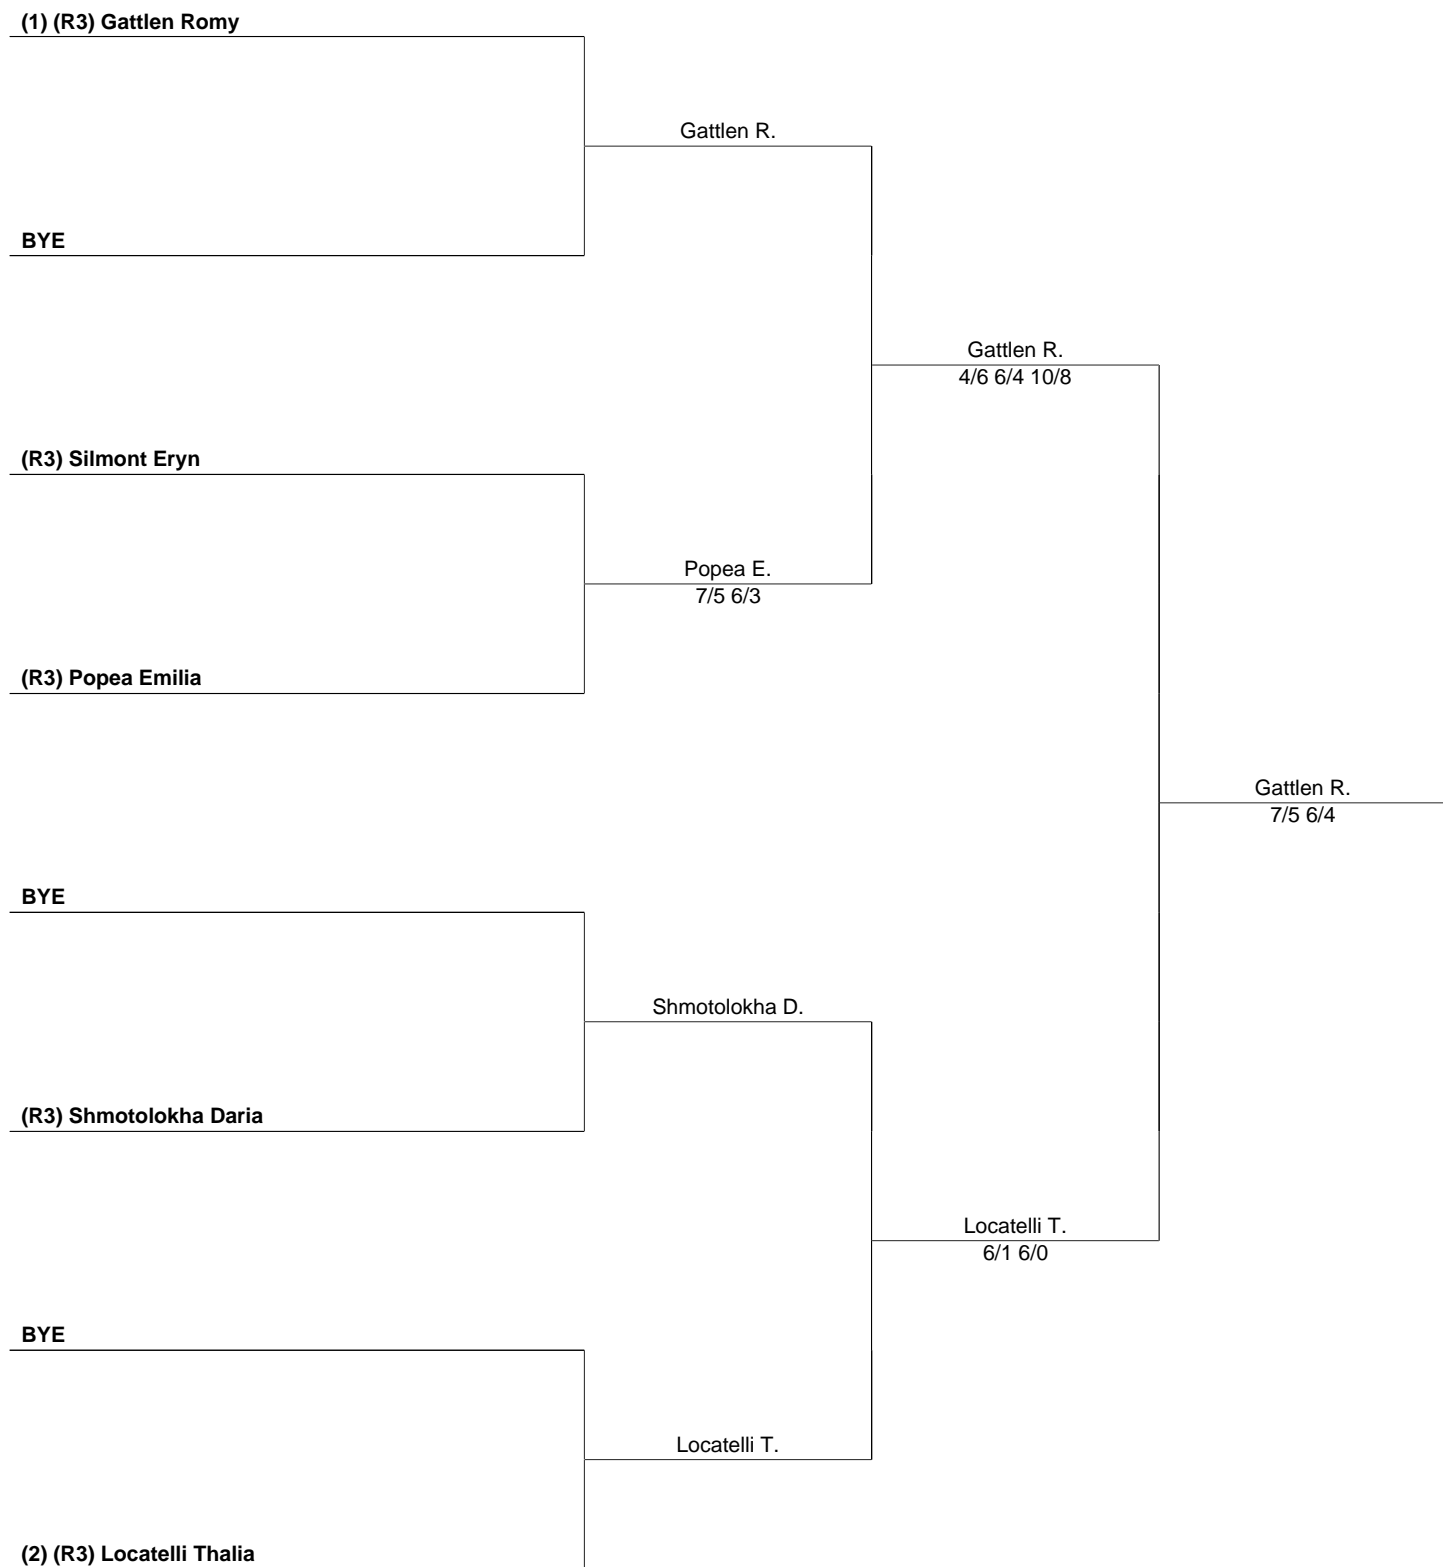 (1) (R3) Gattlen Romy
Gattlen R.
BYE
Gattlen R.
4/6 6/4 10/8
(R3) Silmont Eryn
Popea E.
7/5 6/3
(R3) Popea Emilia
Gattlen R.
7/5 6/4
BYE
Shmotolokha D.
(R3) Shmotolokha Daria
Locatelli T.
6/1 6/0
BYE
Locatelli T.
(2) (R3) Locatelli Thalia